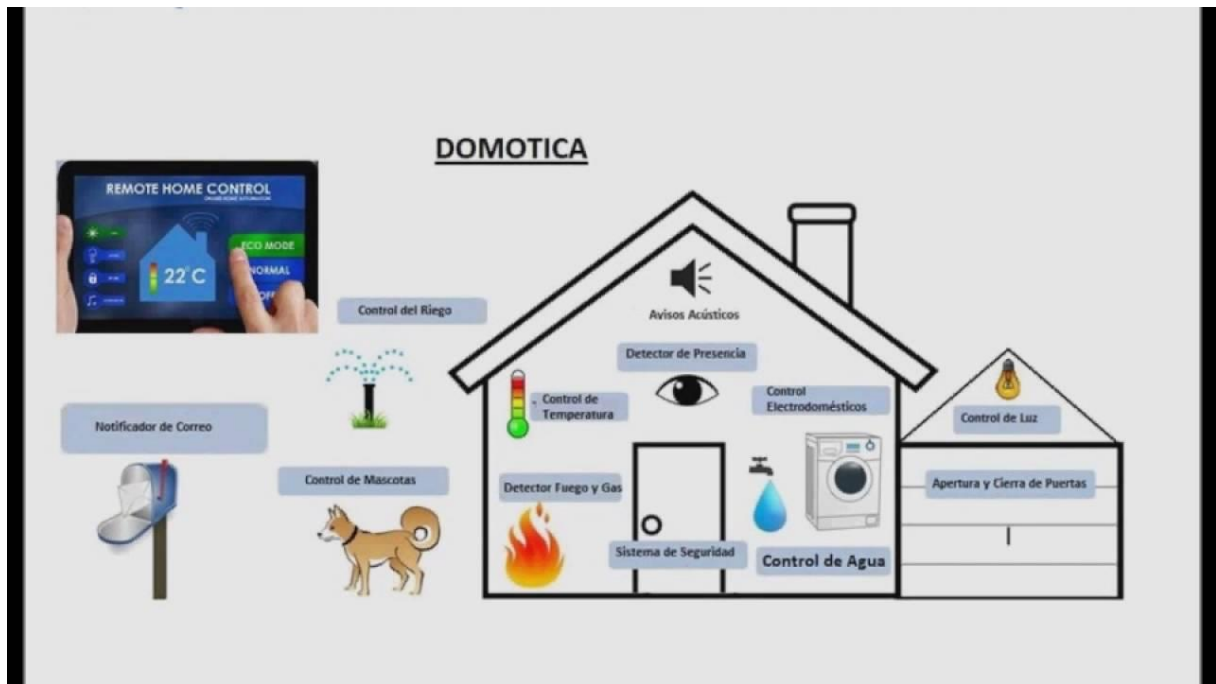 DOMOTICA
REMOTE HOME CONTROL
ECO MODE
22°C
NORMAL
Control del Riego
Avisos Acústicos
Detector de Presencia
Control de
Temperatura
Control
Electrodomésticos
Control de Luz
Notificador de Correo
Control de Mascotas
Detector Fuego y Gas
Apertura y Cierra de Puertas
Sistema de Seguridad
Control de Agua